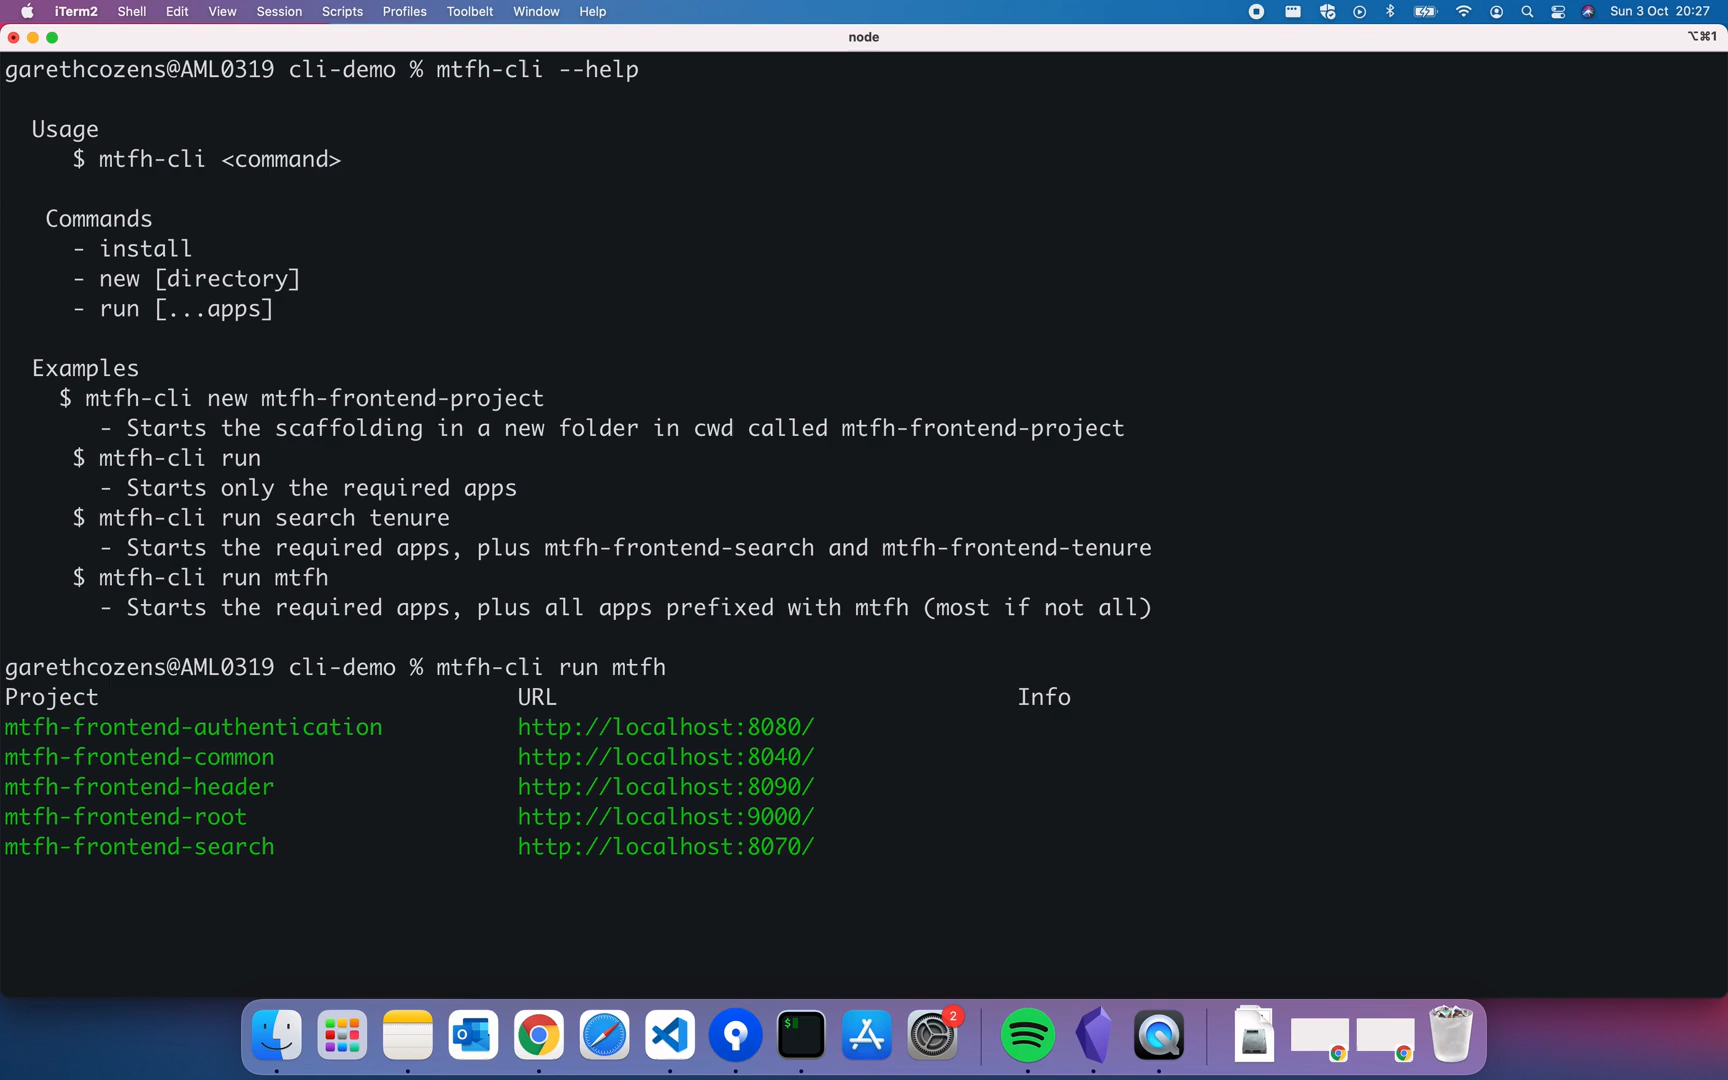 iTerm2 Shell Edit View Session Scripts Profiles Toolbelt Window Help Sun 3 Oct 20:27
node ⌥⌘1
garethcozens@AML0319 cli-demo % mtfh-cli --help
Usage
$ mtfh-cli <command>
Commands
- install
- new [directory]
- run [...apps]
Examples
$ mtfh-cli new mtfh-frontend-project
- Starts the scaffolding in a new folder in cwd called mtfh-frontend-project
$ mtfh-cli run
- Starts only the required apps
$ mtfh-cli run search tenure
- Starts the required apps, plus mtfh-frontend-search and mtfh-frontend-tenure
$ mtfh-cli run mtfh
- Starts the required apps, plus all apps prefixed with mtfh (most if not all)
garethcozens@AML0319 cli-demo % mtfh-cli run mtfh
Project URL Info
mtfh-frontend-authentication http://localhost:8080/
mtfh-frontend-common http://localhost:8040/
mtfh-frontend-header http://localhost:8090/
mtfh-frontend-root http://localhost:9000/
mtfh-frontend-search http://localhost:8070/
$
2